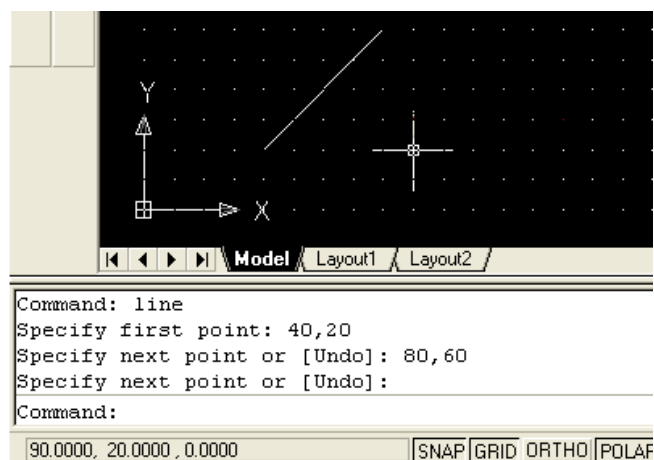 Y
X
Model Layout1 Layout2
Command: line
Specify first point: 40,20
Specify next point or [Undo]: 80,60
Specify next point or [Undo]:
Command:
90.0000, 20.0000 , 0.0000 SNAP GRID ORTHO POLAR